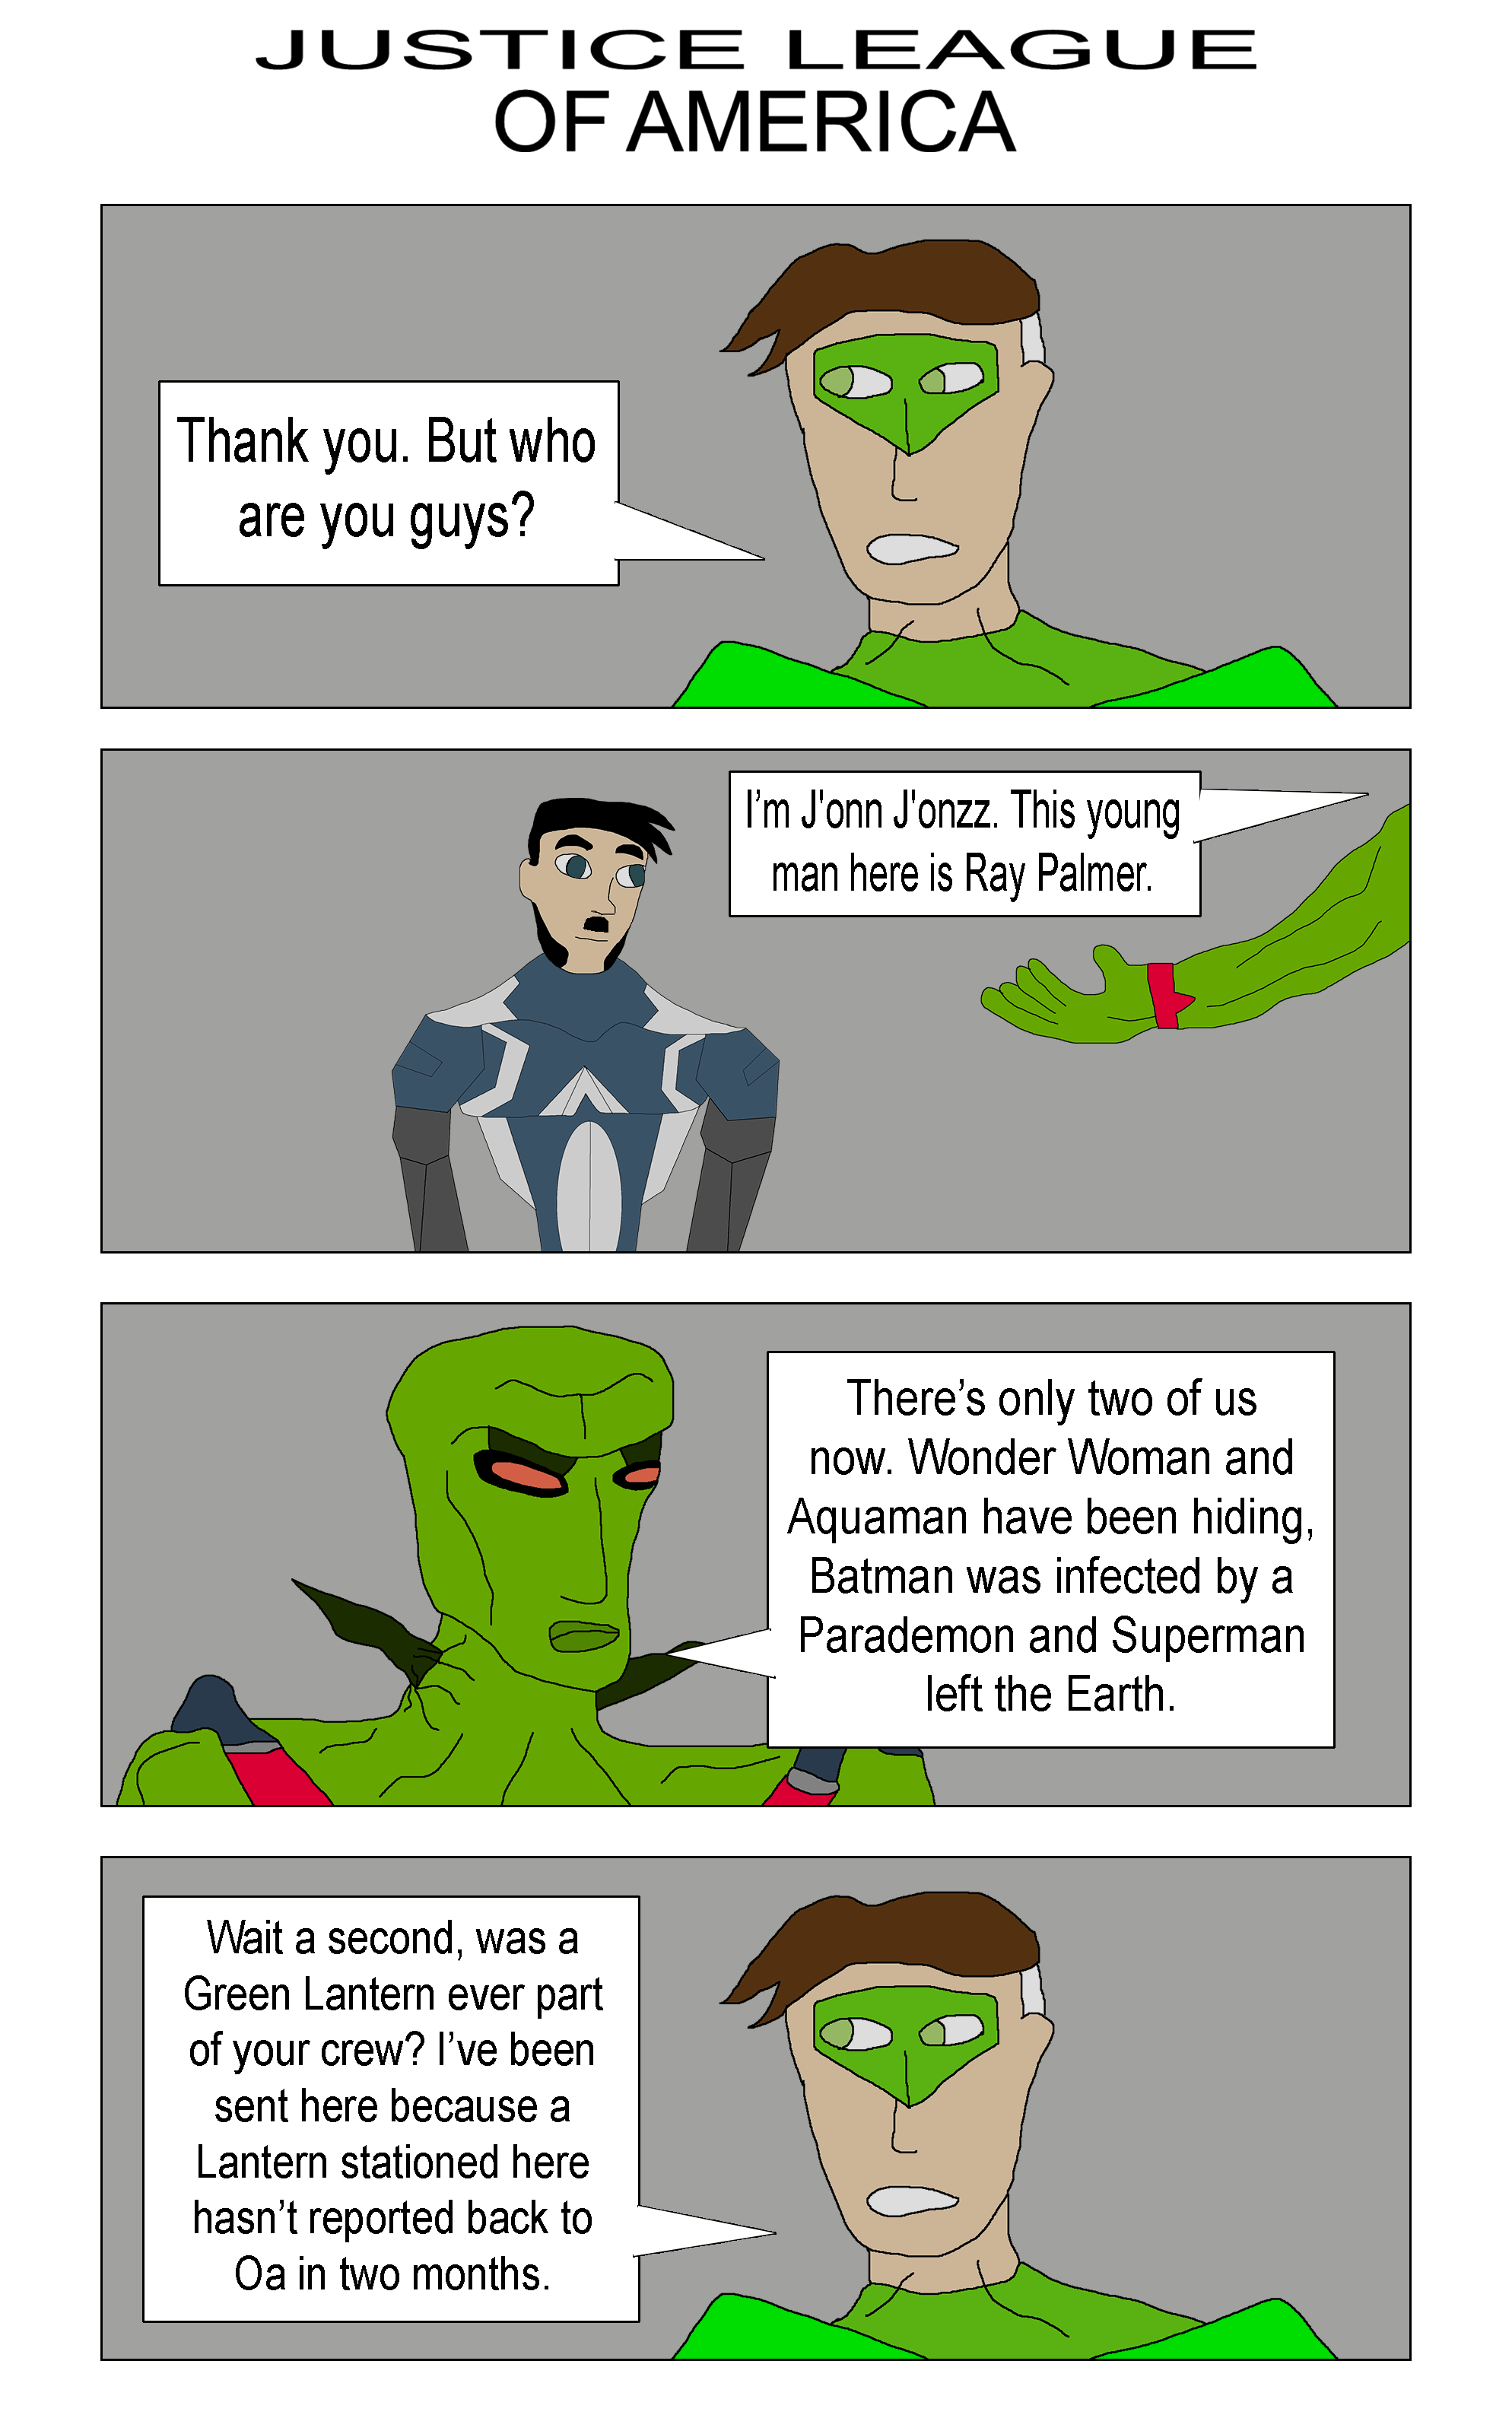 JUSTICE LEAGUE
OF AMERICA
Thank you. But who
are you guys?
I’m J'onn J'onzz. This young
man here is Ray Palmer.
There’s only two of us
now. Wonder Woman and
Aquaman have been hiding,
Batman was infected by a
Parademon and Superman
left the Earth.
Wait a second, was a
Green Lantern ever part
of your crew? I’ve been
sent here because a
Lantern stationed here
hasn’t reported back to
Oa in two months.